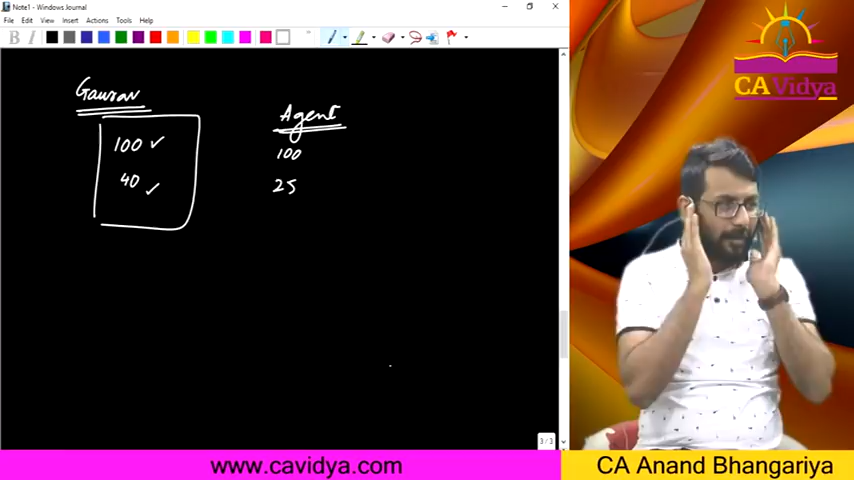 Note1 - Windows Journal
File Edit View Insert Actions Tools Help
B I
Gaurav
100 ✓
40 ✓
Agent
100
25
3 / 3
CA Vidya
www.cavidya.com
CA Anand Bhangariya